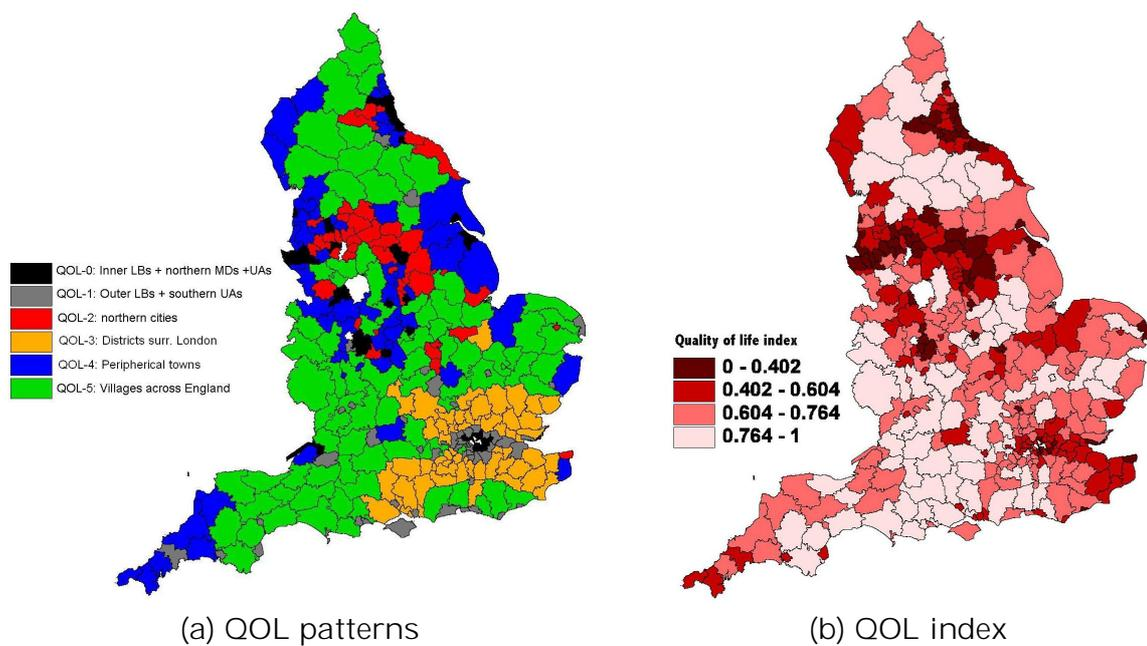 QOL-0: Inner LBs + northern MDs +UAs
QOL-1: Outer LBs + southern UAs
QOL-2: northern cities
QOL-3: Districts surr. London
QOL-4: Peripherical towns
QOL-5: Villages across England
Quality of life index
0 - 0.402
0.402 - 0.604
0.604 - 0.764
0.764 - 1
(a) QOL patterns
(b) QOL index